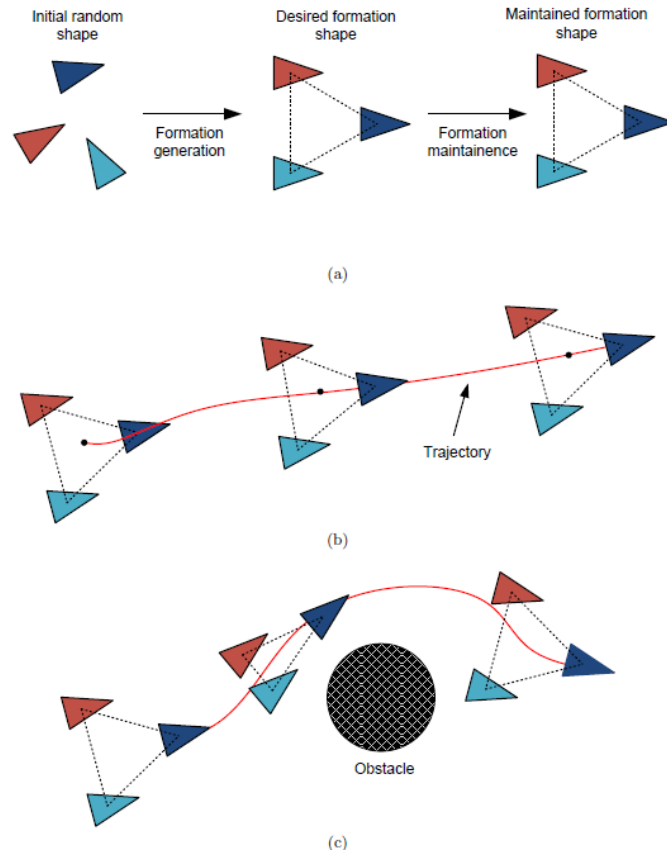 Initial random
shape
Desired formation
shape
Maintained formation
shape
Formation
generation
Formation
maintainence
(a)
Trajectory
(b)
Obstacle
(c)